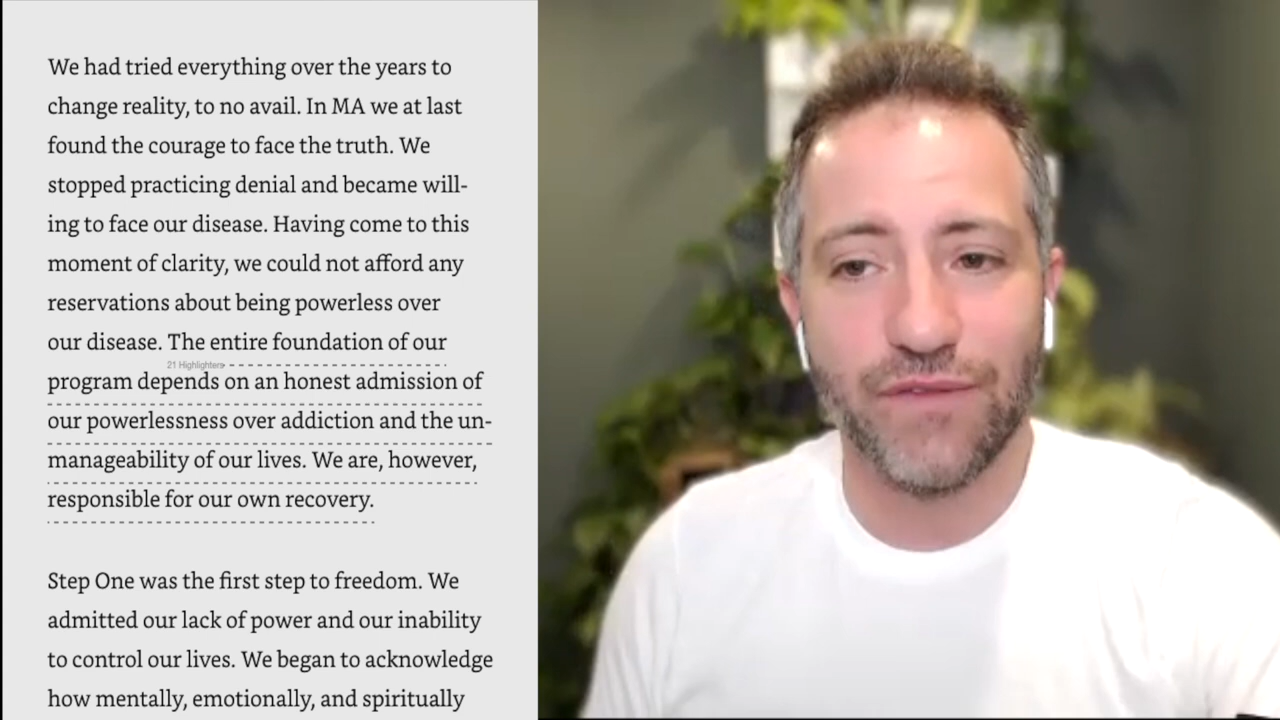 We had tried everything over the years to
change reality, to no avail. In MA we at last
found the courage to face the truth. We
stopped practicing denial and became will-
ing to face our disease. Having come to this
moment of clarity, we could not afford any
reservations about being powerless over
our disease. The entire foundation of our
21 Highlighters
program depends on an honest admission of
our powerlessness over addiction and the un-
manageability of our lives. We are, however,
responsible for our own recovery.
Step One was the first step to freedom. We
admitted our lack of power and our inability
to control our lives. We began to acknowledge
how mentally, emotionally, and spiritually